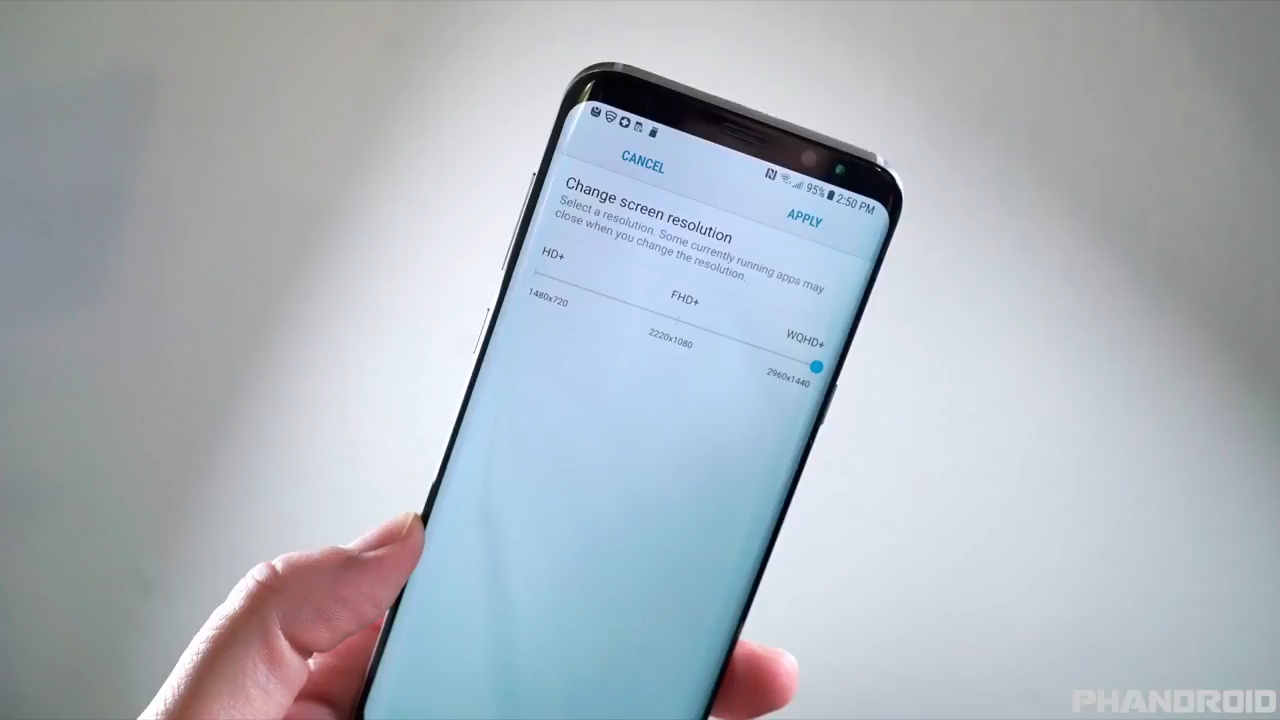 95% 2:50 PM
CANCEL
APPLY
Change screen resolution
Select a resolution. Some currently running apps may
close when you change the resolution.
HD+
FHD+
WQHD+
1480x720
2220x1080
2960x1440
PHANDROID